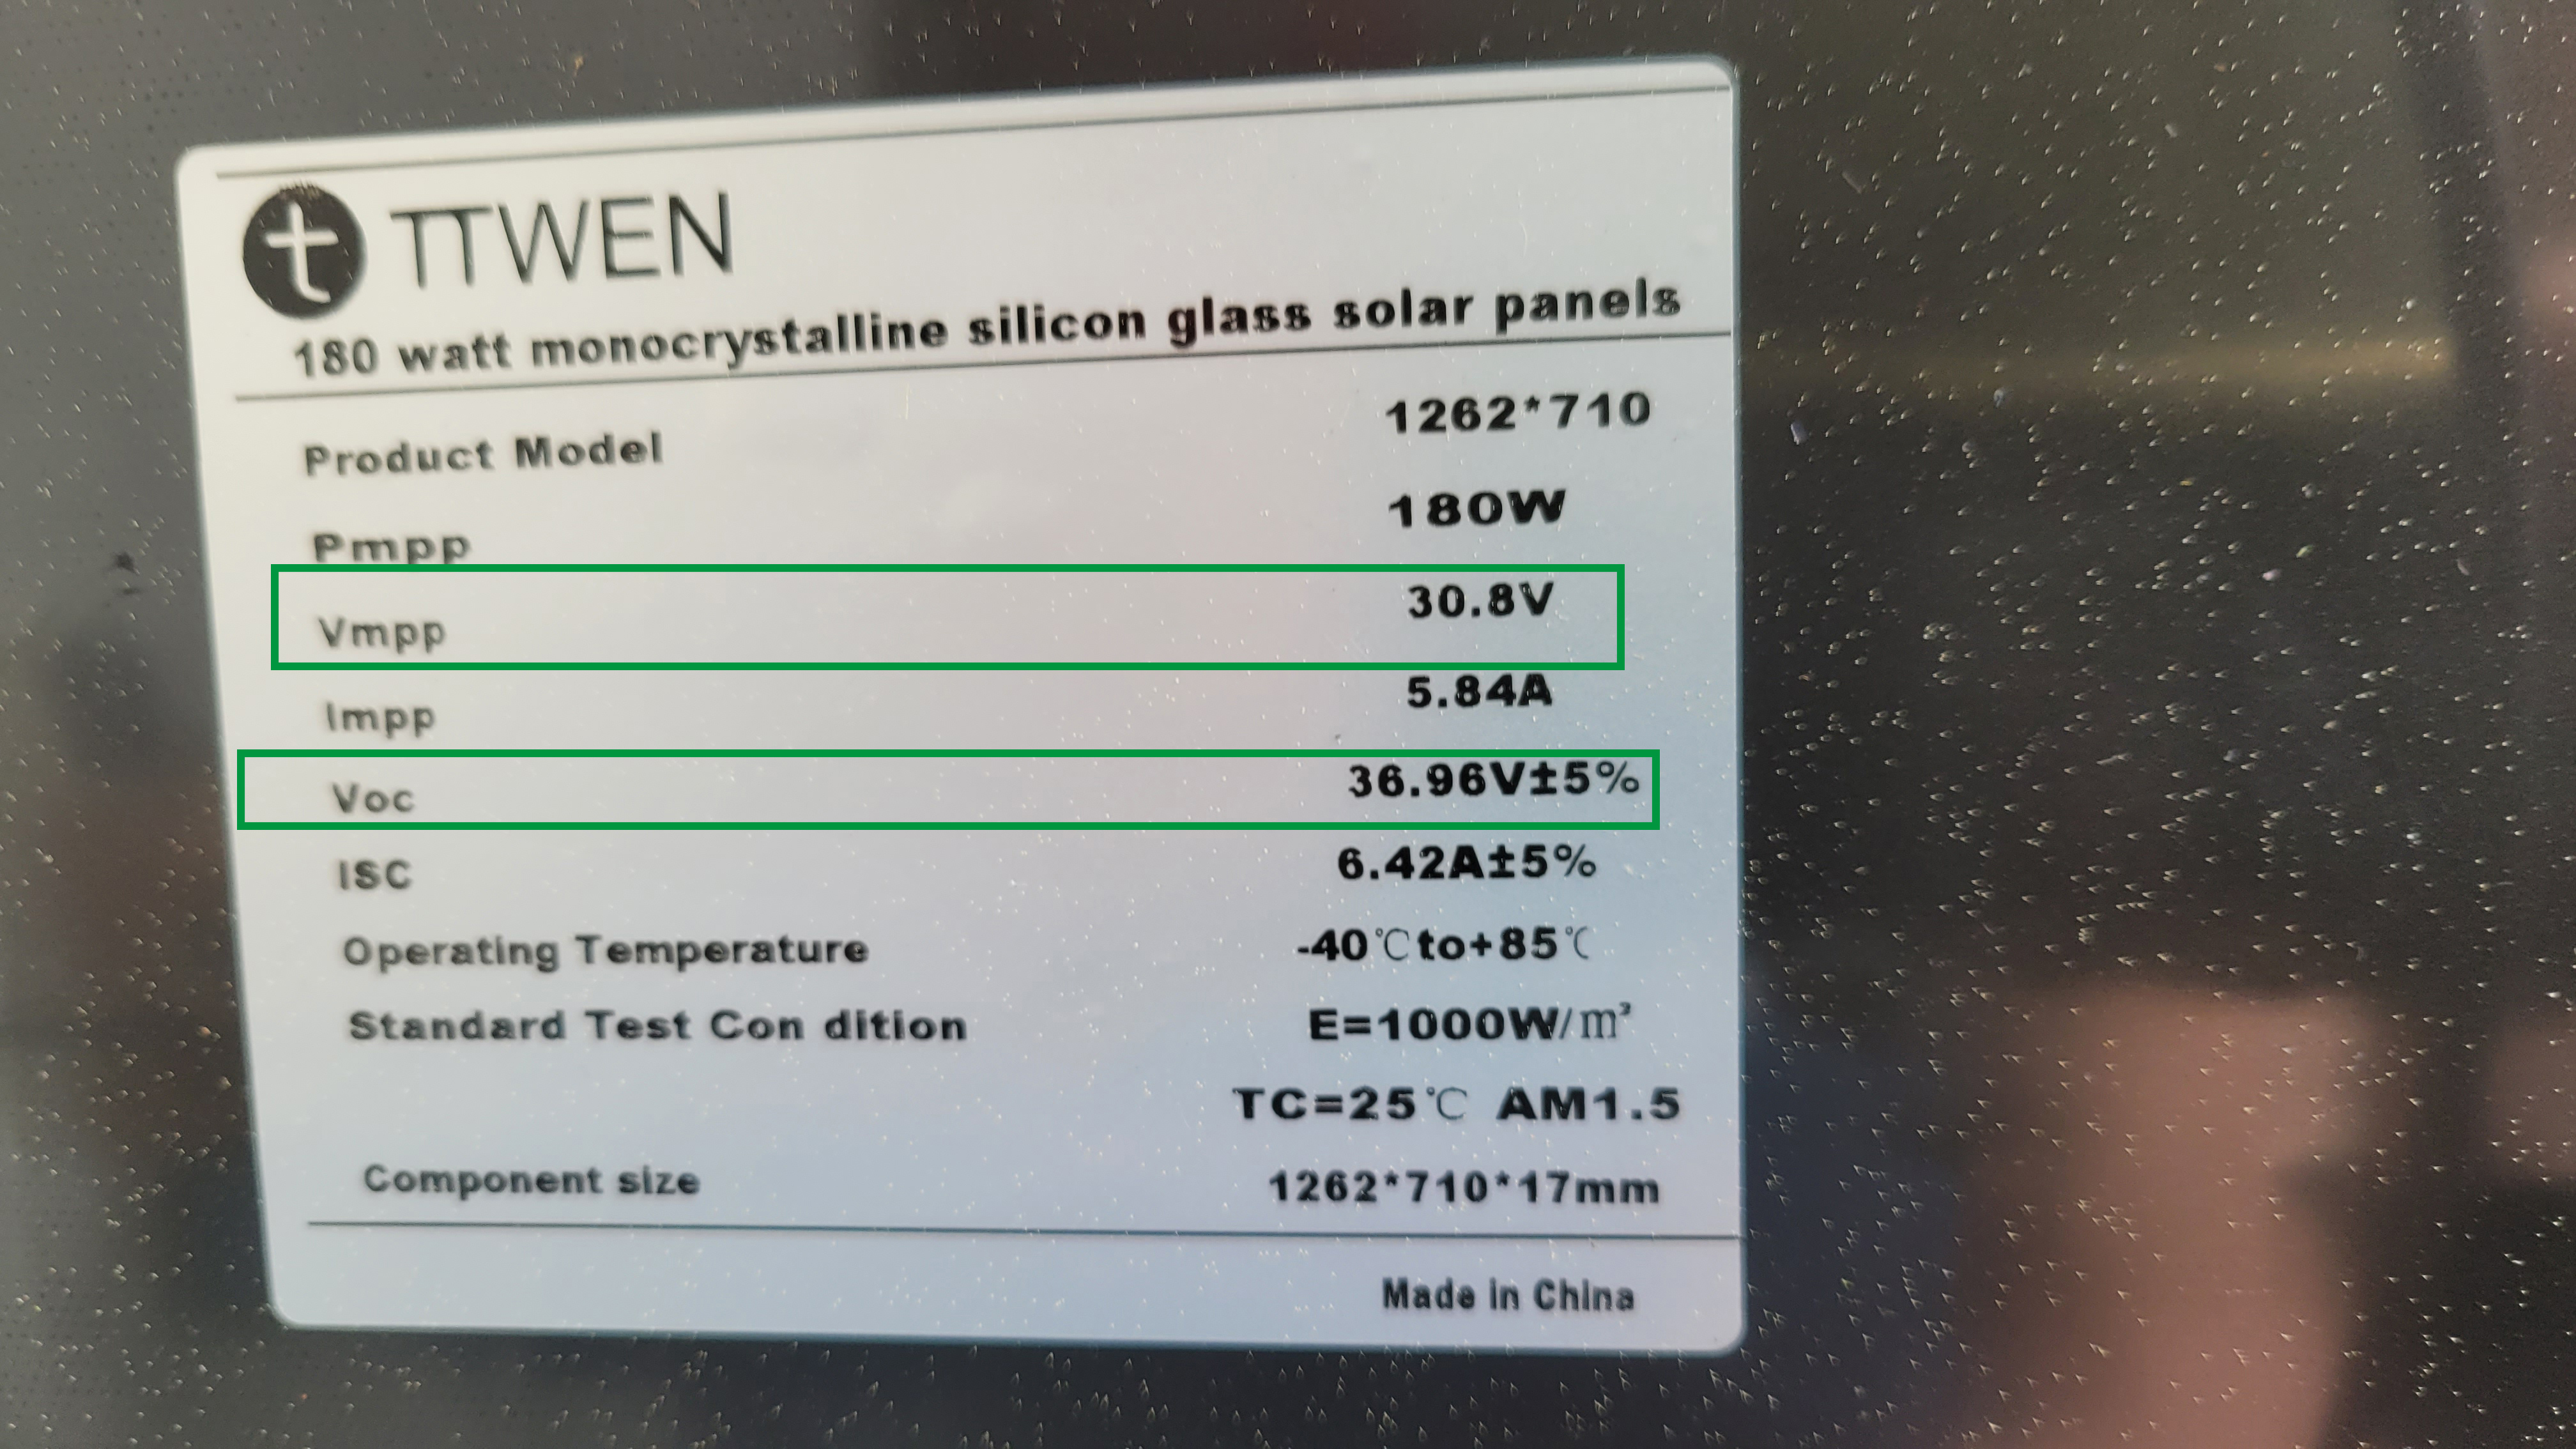 t TTWEN
180 watt monocrystalline silicon glass solar panels
Product Model 1262*710
Pmpp 180W
Vmpp 30.8V
Impp 5.84A
Voc 36.96V±5%
ISC 6.42A±5%
Operating Temperature -40℃to+85℃
Standard Test Con dition E=1000W/m²
TC=25℃ AM1.5
Component size 1262*710*17mm
Made in China